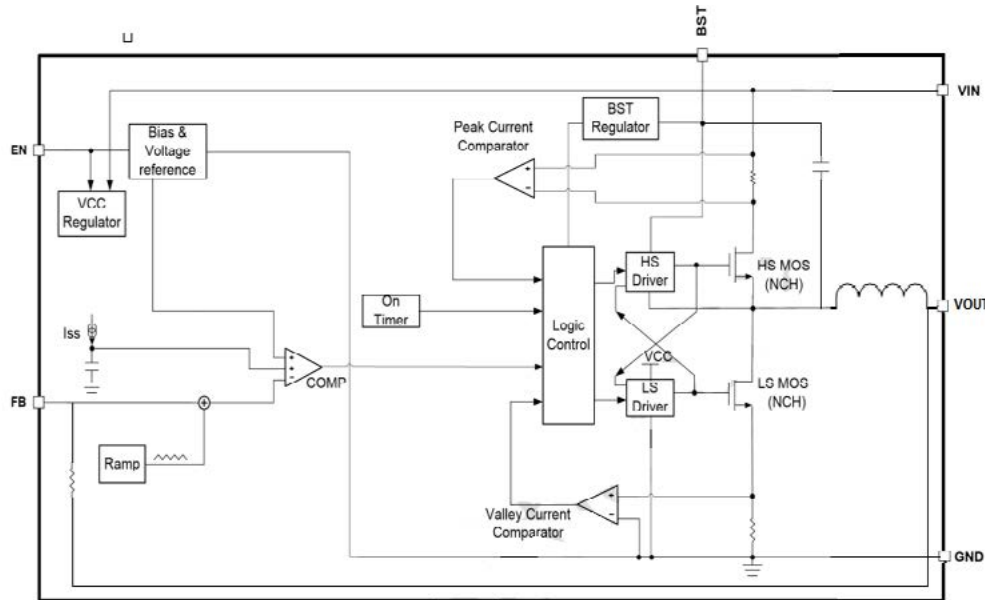 BST
VIN
BST
Regulator
Peak Current
Comparator
Bias &
Voltage
reference
EN
VCC
Regulator
+
-
HS
Driver
HS MOS
(NCH)
On
Timer
VOUT
Logic
Control
Iss
+
+
-
COMP
VCC
LS
Driver
LS MOS
(NCH)
FB
Ramp
+
-
Valley Current
Comparator
GND